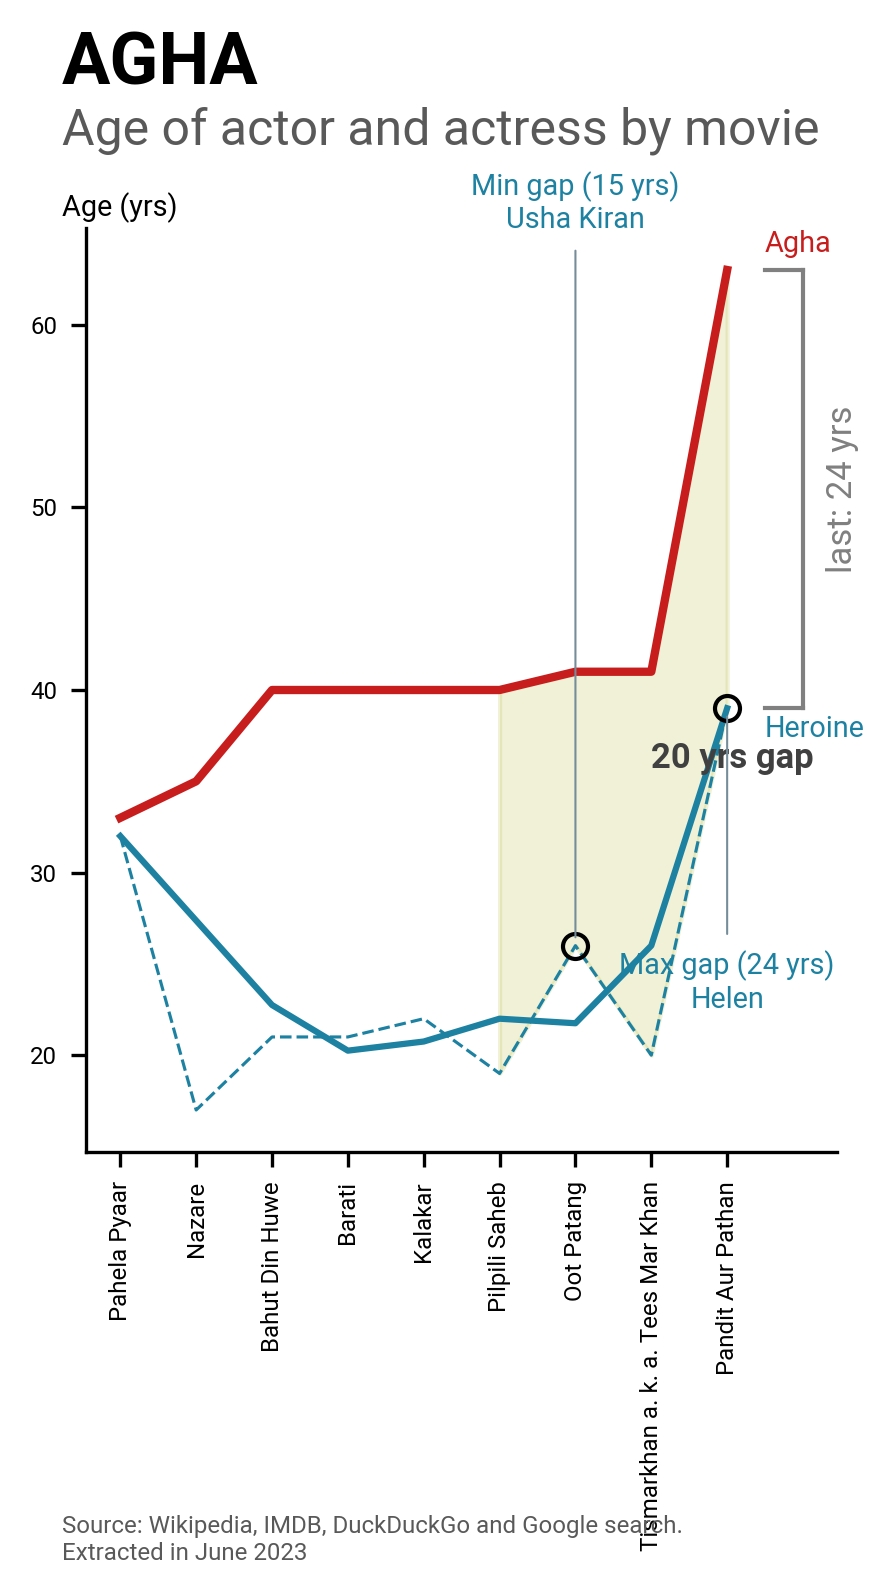 AGHA
Age of actor and actress by movie
Min gap (15 yrs)
Usha Kiran
Age (yrs)
Agha
60
50
last: 24 yrs
40
Heroine
20 yrs gap
30
Max gap (24 yrs)
Helen
20
Pahela Pyaar
Nazare
Bahut Din Huwe
Barati
Kalakar
Pilpili Saheb
Oot Patang
Tismarkhan a. k. a. Tees Mar Khan
Pandit Aur Pathan
Source: Wikipedia, IMDB, DuckDuckGo and Google search.
Extracted in June 2023